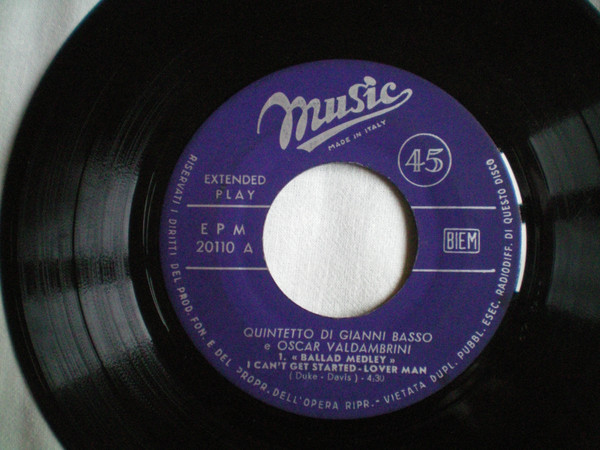 Music
MADE IN ITALY
45
EXTENDED
PLAY
E P M
20110 A
BIEM
QUINTETTO DI GIANNI BASSO
e OSCAR VALDAMBRINI
1. « BALLAD MEDLEY »
I CAN'T GET STARTED - LOVER MAN
( Duke - Davis ) - 4:30
RISERVATI I DIRITTI DEL PROD. FON. E DEL PROPR. DELL'OPERA RIPR. - VIETATA DUPL. PUBBL. ESEC. RADIODIFF. DI QUESTO DISCO